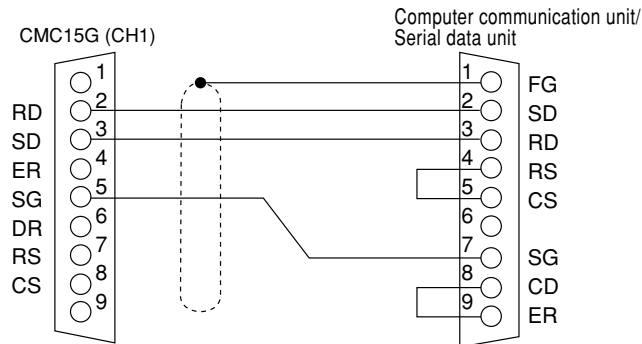 Computer communication unit/
Serial data unit
CMC15G (CH1)
1
RD 2
SD 3
ER 4
SG 5
DR 6
RS 7
CS 8
9
1 FG
2 SD
3 RD
4 RS
5 CS
6
7 SG
8 CD
9 ER